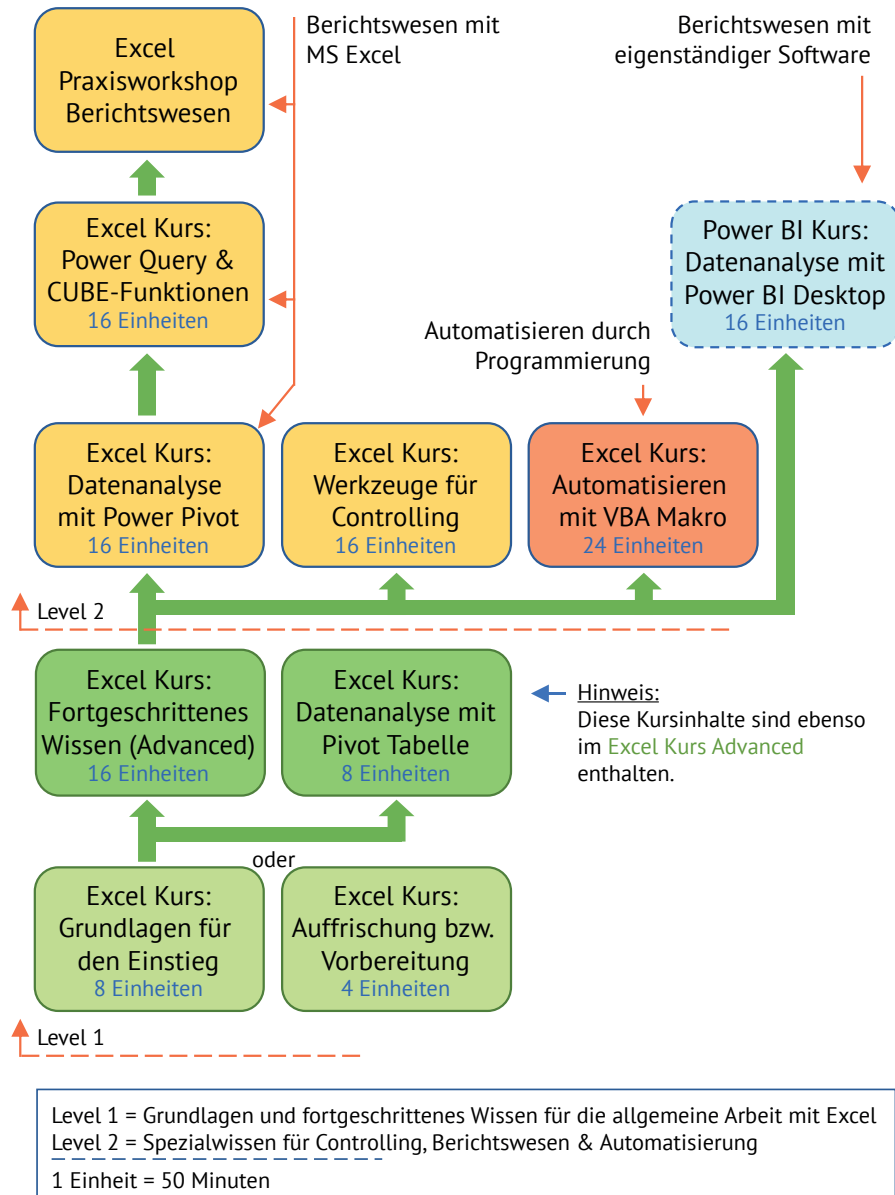 Excel
Praxisworkshop
Berichtswesen
Berichtswesen mit
MS Excel
Berichtswesen mit
eigenständiger Software
Excel Kurs:
Power Query &
CUBE-Funktionen
16 Einheiten
Power BI Kurs:
Datenanalyse mit
Power BI Desktop
16 Einheiten
Automatisieren durch
Programmierung
Excel Kurs:
Datenanalyse
mit Power Pivot
16 Einheiten
Excel Kurs:
Werkzeuge für
Controlling
16 Einheiten
Excel Kurs:
Automatisieren
mit VBA Makro
24 Einheiten
Level 2
Excel Kurs:
Fortgeschrittenes
Wissen (Advanced)
16 Einheiten
Excel Kurs:
Datenanalyse mit
Pivot Tabelle
8 Einheiten
Hinweis:
Diese Kursinhalte sind ebenso
im Excel Kurs Advanced
enthalten.
oder
Excel Kurs:
Grundlagen für
den Einstieg
8 Einheiten
Excel Kurs:
Auffrischung bzw.
Vorbereitung
4 Einheiten
Level 1
Level 1 = Grundlagen und fortgeschrittenes Wissen für die allgemeine Arbeit mit Excel
Level 2 = Spezialwissen für Controlling, Berichtswesen & Automatisierung
1 Einheit = 50 Minuten